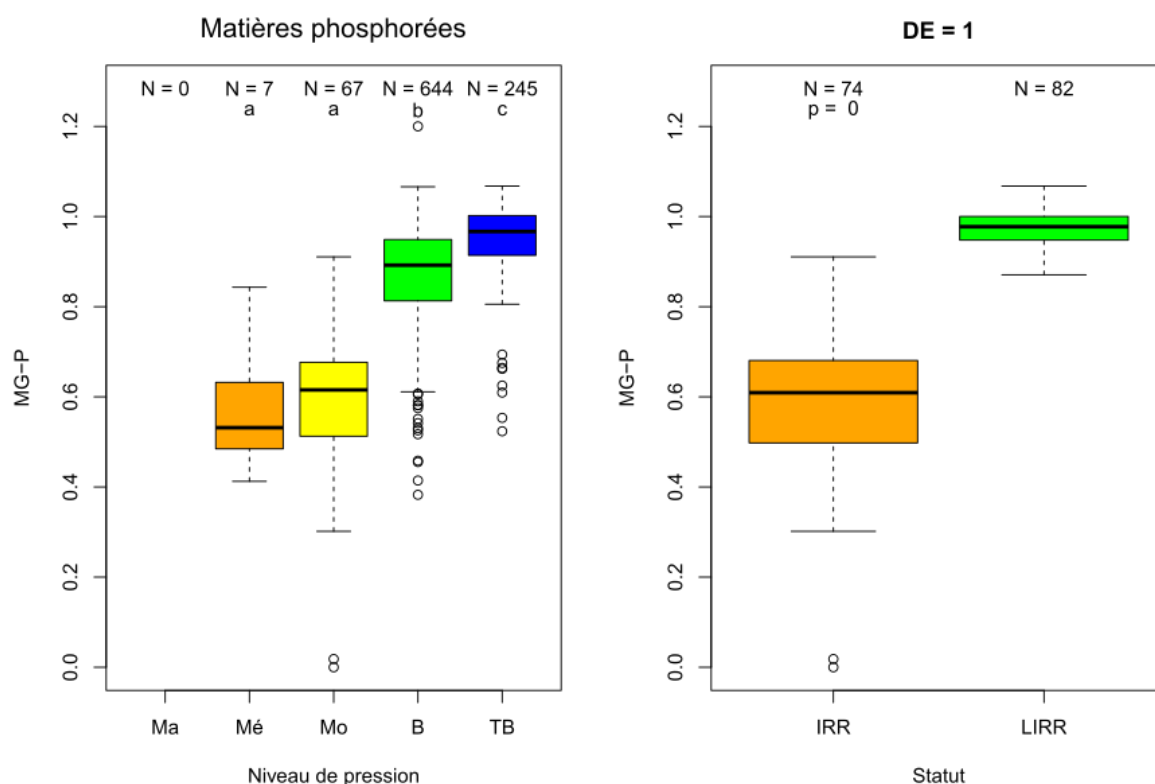 Matières phosphorées
N = 0 N = 7 N = 67 N = 644 N = 245
a a b c
MG−P
0.0 0.2 0.4 0.6 0.8 1.0 1.2
Ma Mé Mo B TB
Niveau de pression
DE = 1
N = 74 N = 82
p = 0
MG−P
0.0 0.2 0.4 0.6 0.8 1.0 1.2
IRR LIRR
Statut